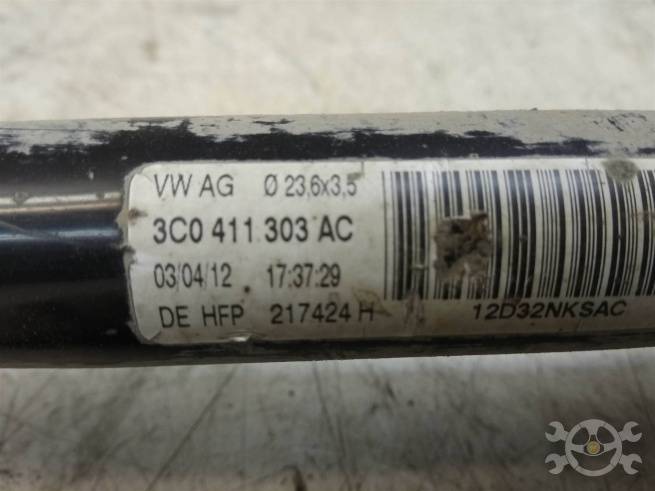 VW AG Ø 23,6x3,5
3C0 411 303 AC
03/04/12 17:37:29
DE HFP 217424 H
12D32NKSAC